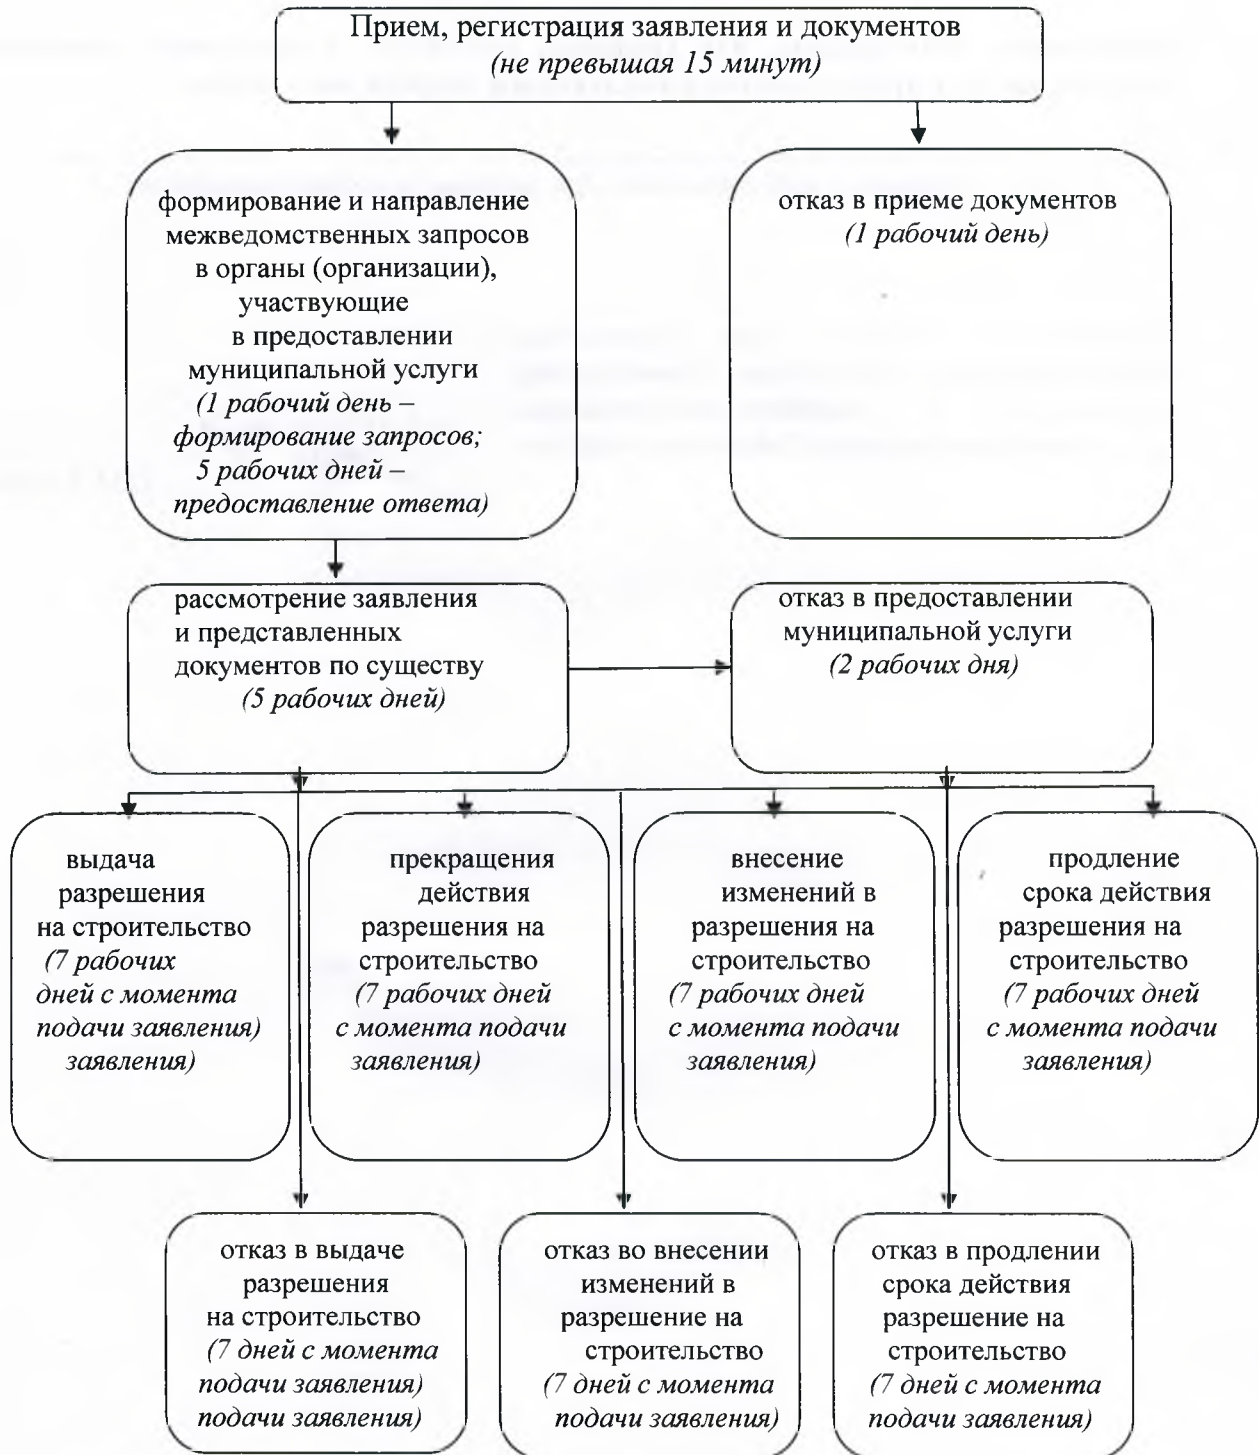 Прием, регистрация заявления и документов
(не превышая 15 минут)
формирование и направление
межведомственных запросов
в органы (организации),
участвующие
в предоставлении
муниципальной услуги
(1 рабочий день –
формирование запросов;
5 рабочих дней –
предоставление ответа)
отказ в приеме документов
(1 рабочий день)
рассмотрение заявления
и представленных
документов по существу
(5 рабочих дней)
отказ в предоставлении
муниципальной услуги
(2 рабочих дня)
выдача
разрешения
на строительство
(7 рабочих
дней с момента
подачи заявления)
заявления)
прекращения
действия
разрешения на
строительство
(7 рабочих дней
с момента подачи
заявления)
внесение
изменений в
разрешения на
строительство
(7 рабочих дней
с момента подачи
заявления)
продление
срока действия
разрешения на
строительство
(7 рабочих дней
с момента подачи
заявления)
отказ в выдаче
разрешения
на строительство
(7 дней с момента
подачи заявления)
подачи заявления)
отказ во внесении
изменений в
разрешение на
строительство
(7 дней с момента
подачи заявления)
отказ в продлении
срока действия
разрешение на
строительство
(7 дней с момента
подачи заявления)